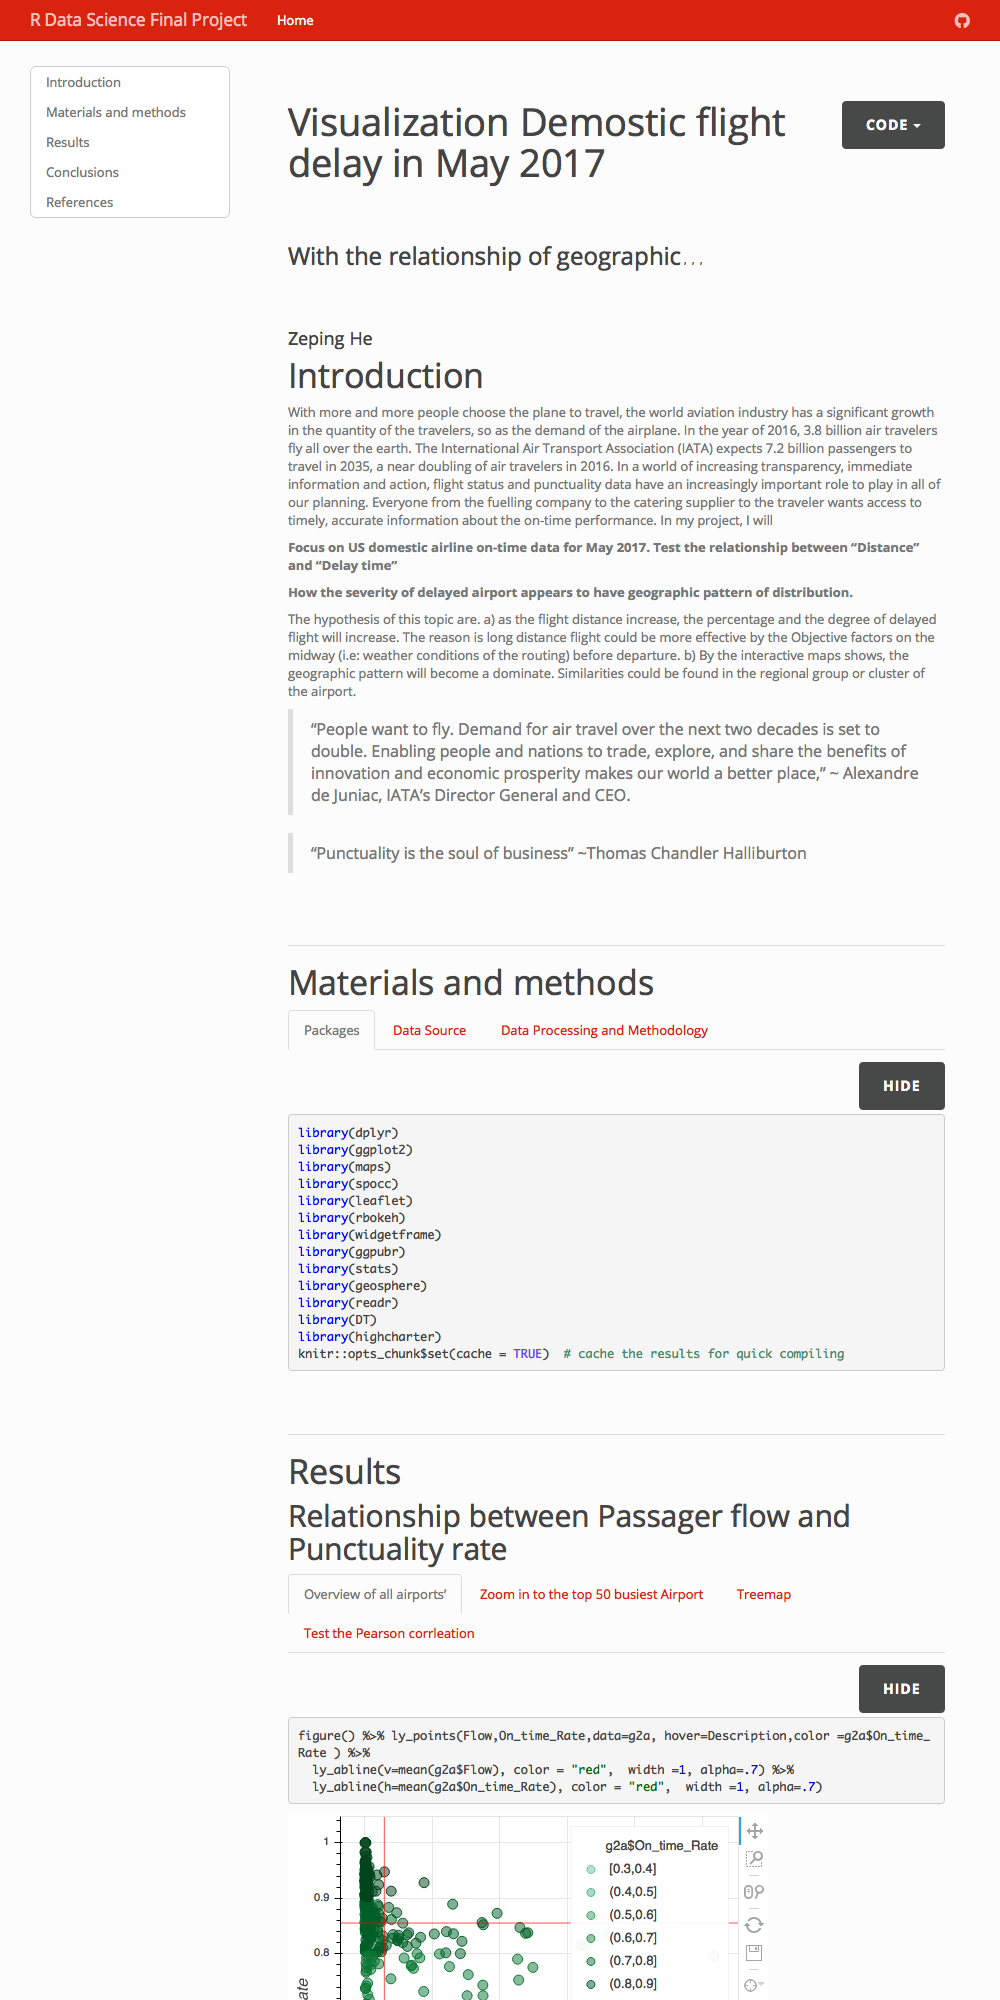 R Data Science Final Project Home
Introduction
Materials and methods
Results
Conclusions
References
Visualization Demostic flight
delay in May 2017
CODE
With the relationship of geographic...
Zeping He
Introduction
With more and more people choose the plane to travel, the world aviation industry has a significant growth
in the quantity of the travelers, so as the demand of the airplane. In the year of 2016, 3.8 billion air travelers
fly all over the earth. The International Air Transport Association (IATA) expects 7.2 billion passengers to
travel in 2035, a near doubling of air travelers in 2016. In a world of increasing transparency, immediate
information and action, flight status and punctuality data have an increasingly important role to play in all of
our planning. Everyone from the fuelling company to the catering supplier to the traveler wants access to
timely, accurate information about the on-time performance. In my project, I will
Focus on US domestic airline on-time data for May 2017. Test the relationship between “Distance”
and “Delay time”
How the severity of delayed airport appears to have geographic pattern of distribution.
The hypothesis of this topic are. a) as the flight distance increase, the percentage and the degree of delayed
flight will increase. The reason is long distance flight could be more effective by the Objective factors on the
midway (i.e: weather conditions of the routing) before departure. b) By the interactive maps shows, the
geographic pattern will become a dominate. Similarities could be found in the regional group or cluster of
the airport.
“People want to fly. Demand for air travel over the next two decades is set to
double. Enabling people and nations to trade, explore, and share the benefits of
innovation and economic prosperity makes our world a better place,” ~ Alexandre
de Juniac, IATA’s Director General and CEO.
“Punctuality is the soul of business” ~Thomas Chandler Halliburton
Materials and methods
Packages Data Source Data Processing and Methodology
HIDE
library(dplyr)
library(ggplot2)
library(maps)
library(spocc)
library(leaflet)
library(rbokeh)
library(widgetframe)
library(ggpubr)
library(stats)
library(geosphere)
library(readr)
library(DT)
library(highcharter)
knitr::opts_chunk$set(cache = TRUE)  # cache the results for quick compiling
Results
Relationship between Passager flow and
Punctuality rate
Overview of all airports’ Zoom in to the top 50 busiest Airport Treemap
Test the Pearson corrleation
HIDE
figure() %>% ly_points(Flow,On_time_Rate,data=g2a, hover=Description,color =g2a$On_time_
Rate ) %>%
  ly_abline(v=mean(g2a$Flow), color = "red",  width =1, alpha=.7) %>%
  ly_abline(h=mean(g2a$On_time_Rate), color = "red",  width =1, alpha=.7)
1
0.9
0.8
ate
g2a$On_time_Rate
[0.3,0.4]
(0.4,0.5]
(0.5,0.6]
(0.6,0.7]
(0.7,0.8]
(0.8,0.9]